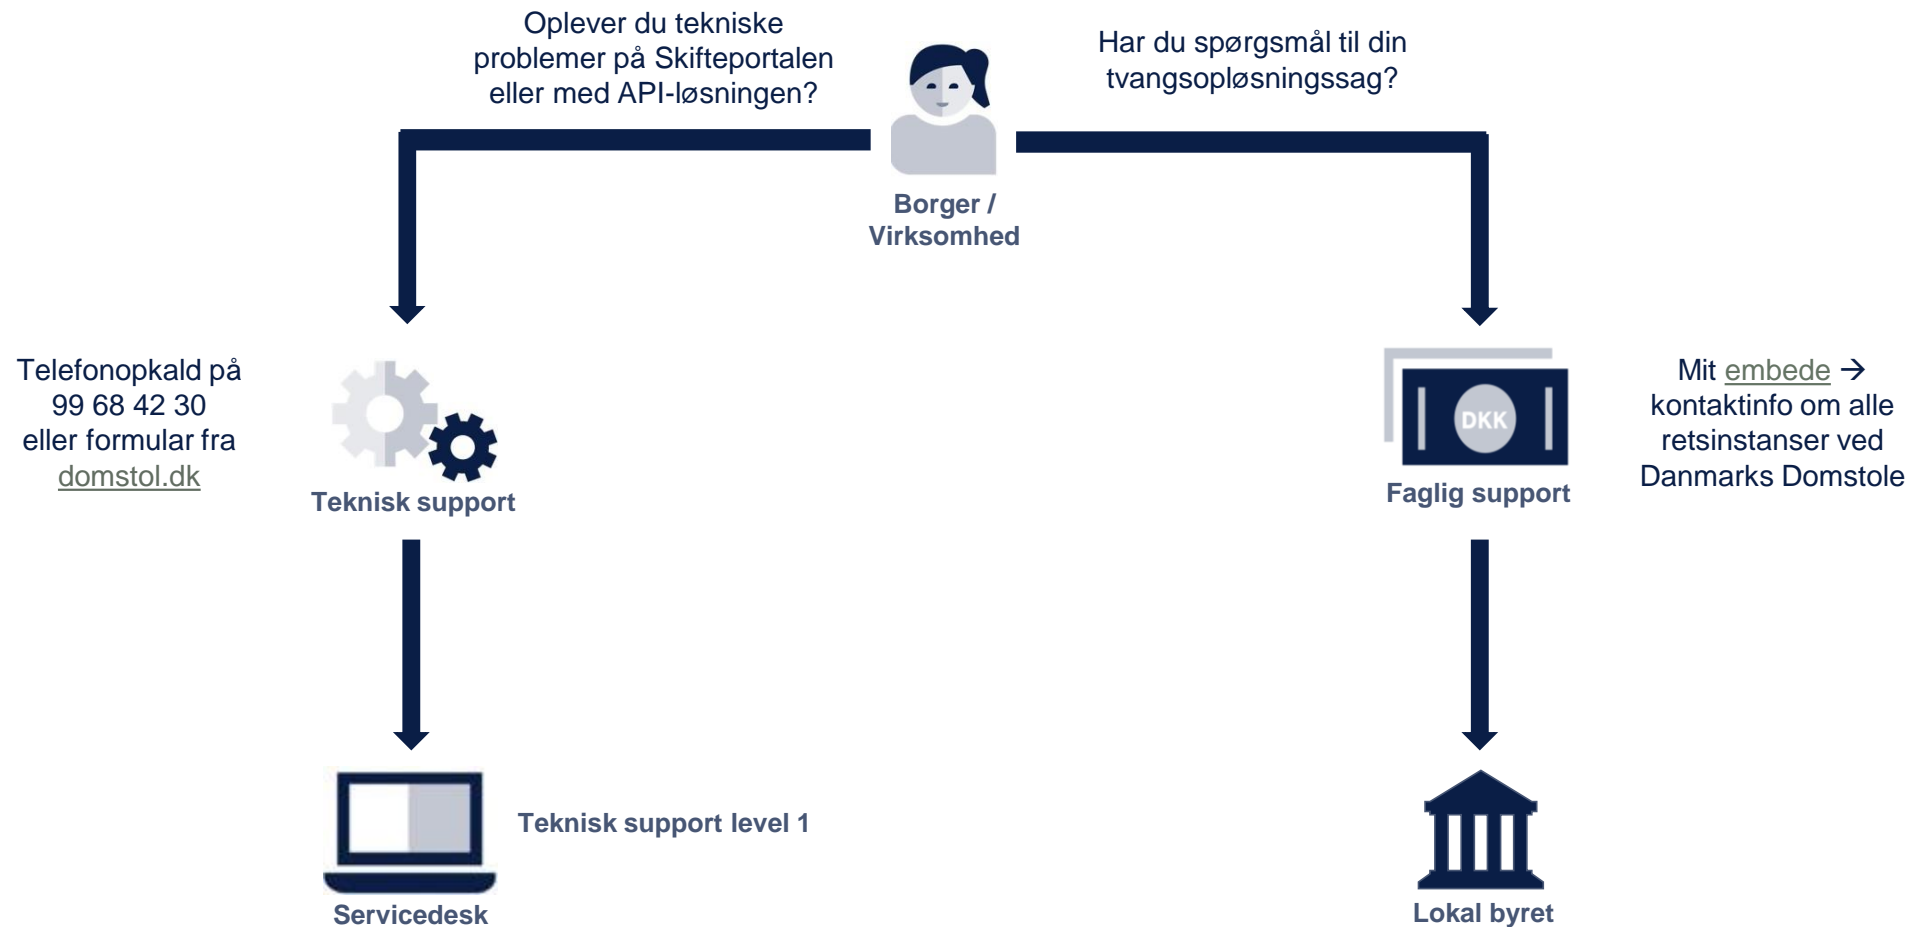 Oplever du tekniske
problemer på Skifteportalen
eller med API-løsningen?
Har du spørgsmål til din
tvangsopløsningssag?
Borger /
Virksomhed
Telefonopkald på
99 68 42 30
eller formular fra
domstol.dk
Teknisk support
DKK
Faglig support
Mit embede →
kontaktinfo om alle
retsinstanser ved
Danmarks Domstole
Teknisk support level 1
Servicedesk
Lokal byret